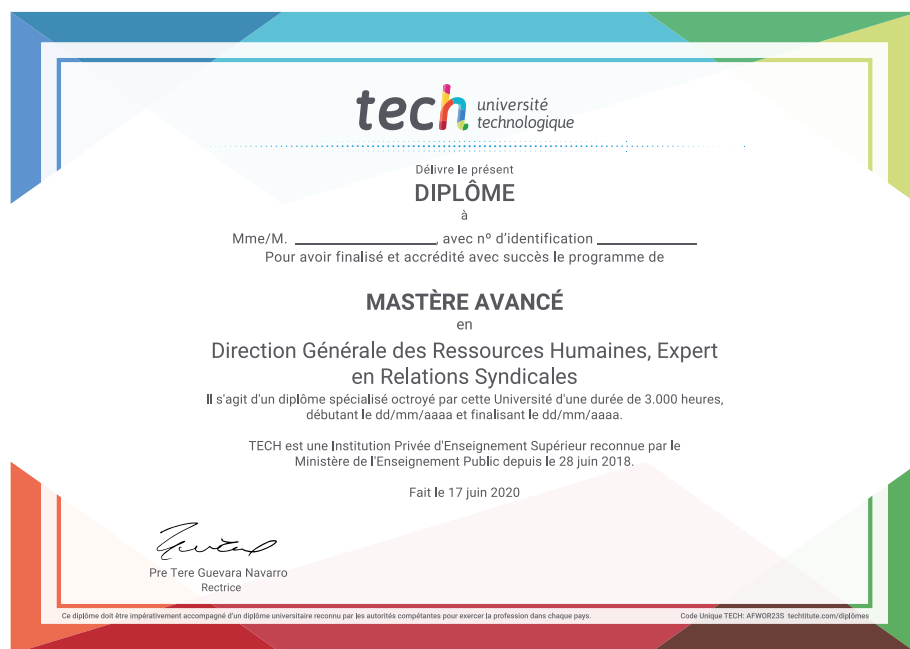 tech université
technologique
Délivre le présent
DIPLÔME
à
Mme/M. ____________________, avec nº d'identification ______________
Pour avoir finalisé et accrédité avec succès le programme de
MASTÈRE AVANCÉ
en
Direction Générale des Ressources Humaines, Expert
en Relations Syndicales
Il s'agit d'un diplôme spécialisé octroyé par cette Université d'une durée de 3.000 heures,
débutant le dd/mm/aaaa et finalisant le dd/mm/aaaa.
TECH est une Institution Privée d'Enseignement Supérieur reconnue par le
Ministère de l'Enseignement Public depuis le 28 juin 2018.
Fait le 17 juin 2020
Pre Tere Guevara Navarro
Rectrice
Ce diplôme doit être impérativement accompagné d'un diplôme universitaire reconnu par les autorités compétentes pour exercer la profession dans chaque pays.
Code Unique TECH: AFWOR23S techtitute.com/diplômes